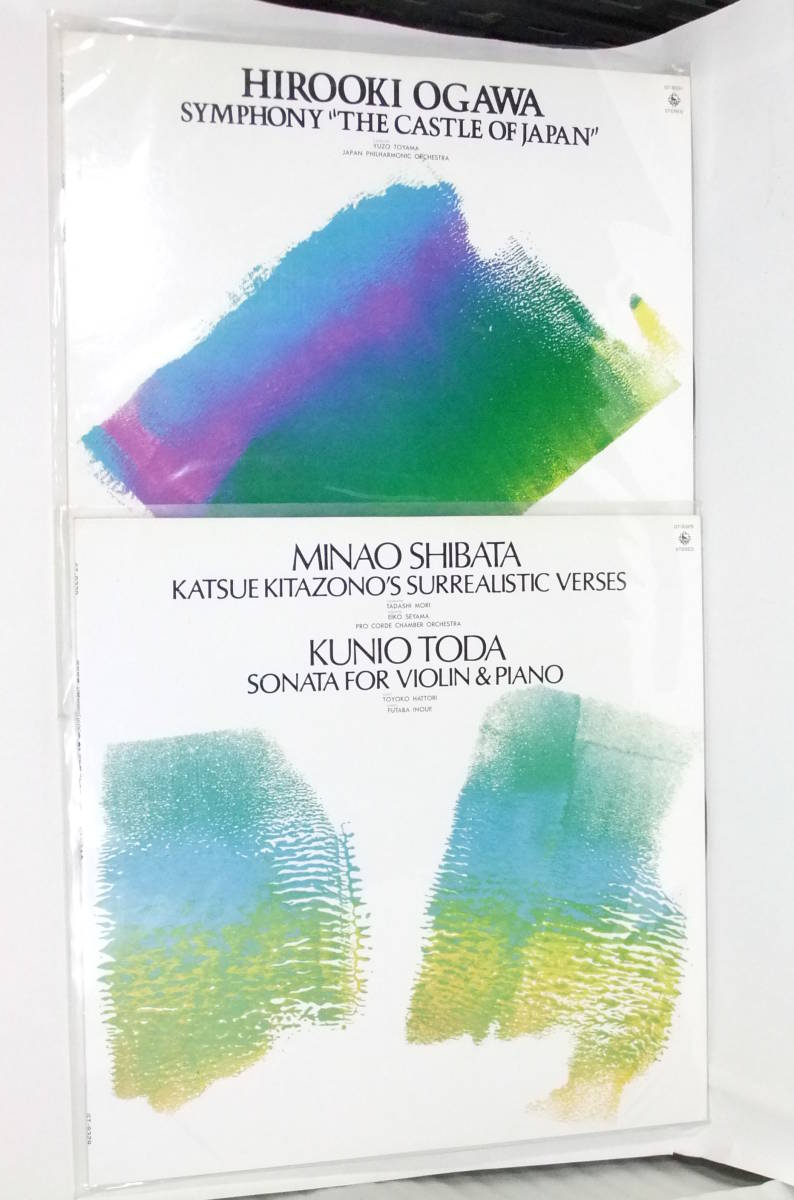 HIROOKI OGAWA
SYMPHONY "THE CASTLE OF JAPAN"
YUZO TOYAMA
JAPAN PHILHARMONIC ORCHESTRA
STEREO
MINAO SHIBATA
KATSUE KITAZONO'S SURREALISTIC VERSES
TADASHI MORI
EIKO SEYAMA
PRO CORDE CHAMBER ORCHESTRA
KUNIO TODA
SONATA FOR VIOLIN & PIANO
TOYOKO HATTORI
FUTABA INOUE
STEREO
GT-9329